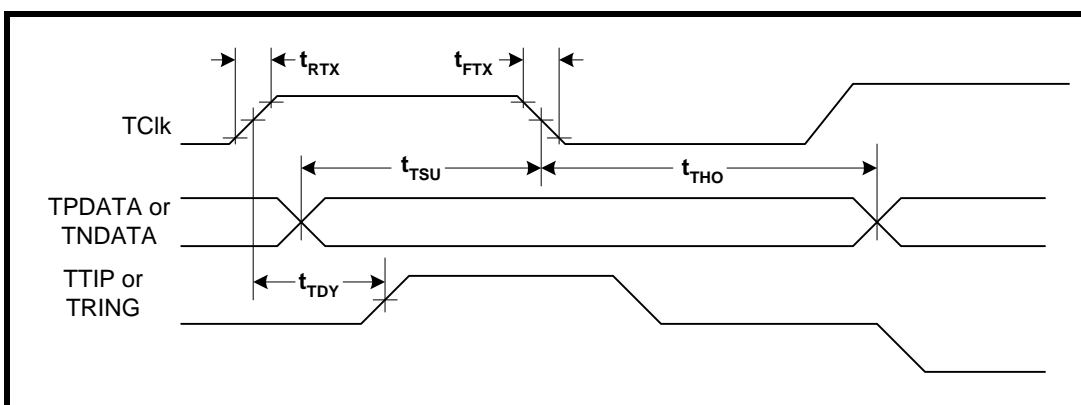 tRTX
tFTX
TClk
tTSU
tTHO
TPDATA or
TNDATA
TTIP or
TRING
tTDY